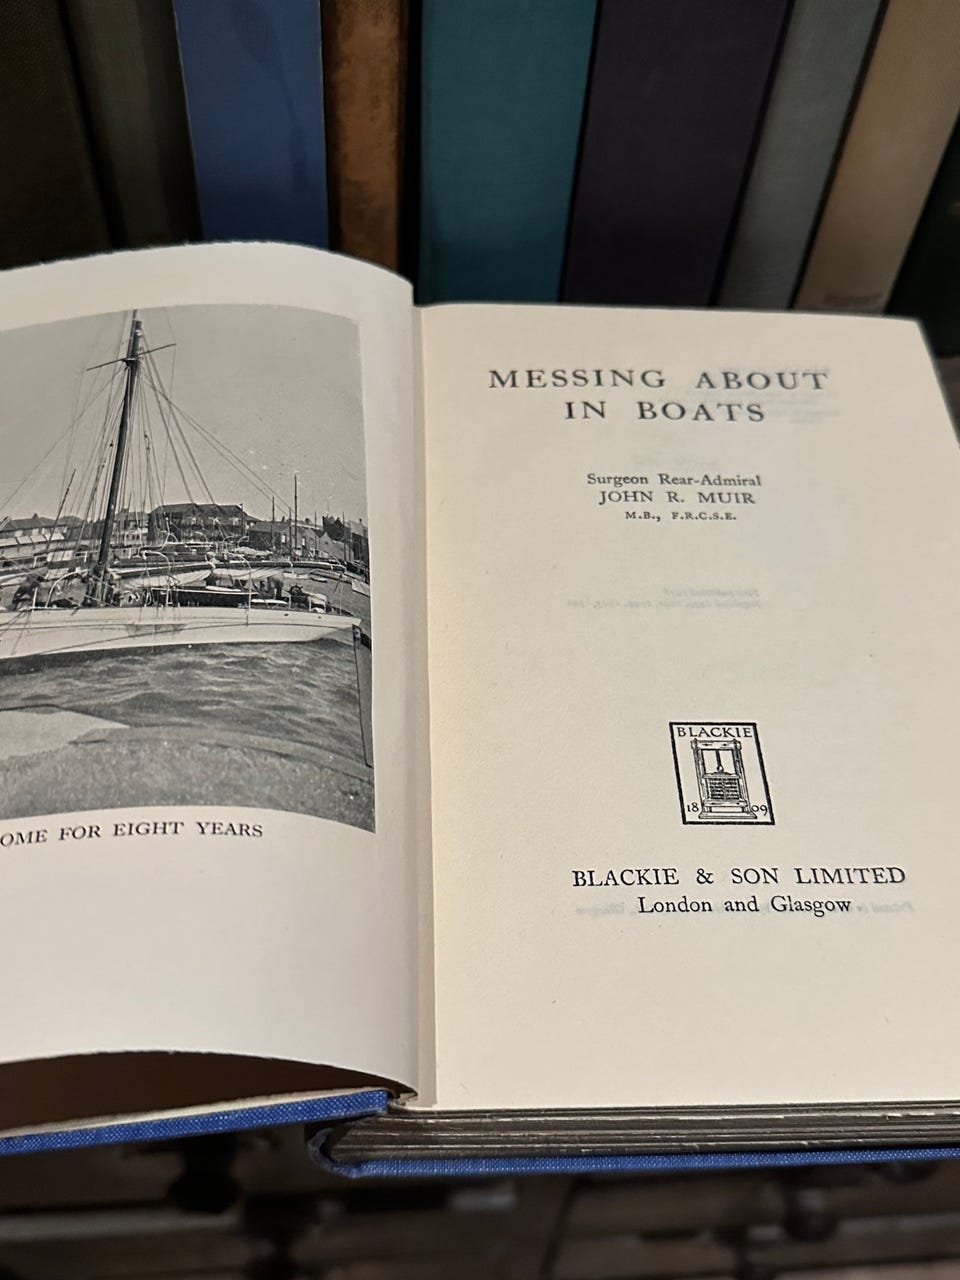 OME FOR EIGHT YEARS
MESSING ABOUT
IN BOATS
Surgeon Rear-Admiral
JOHN R. MUIR
M.B., F.R.C.S.E.
BLACKIE
18 09
BLACKIE & SON LIMITED
London and Glasgow